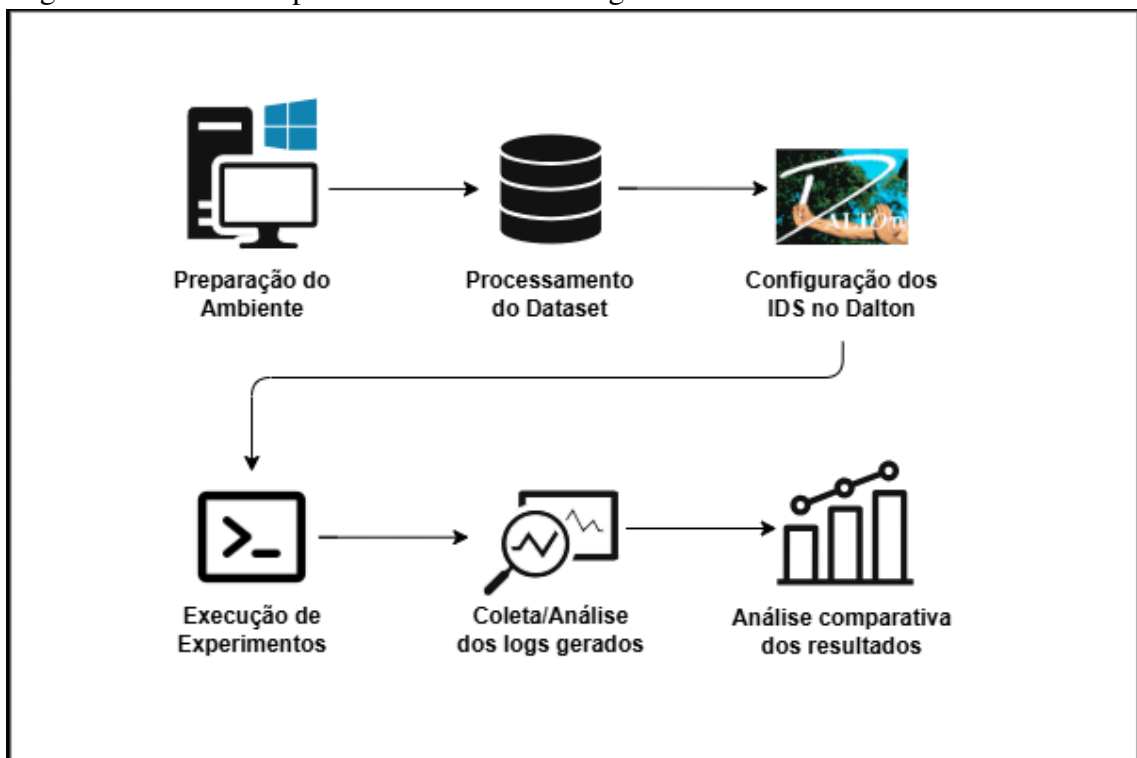 Preparação do
Ambiente
Processamento
do Dataset
ALTOn
Configuração dos
IDS no Dalton
Execução de
Experimentos
Coleta/Análise
dos logs gerados
Análise comparativa
dos resultados